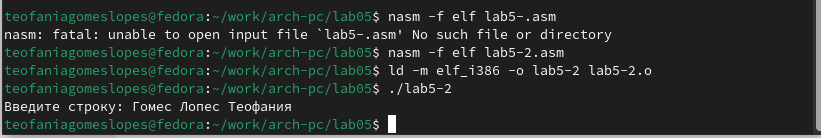 teofaniagomeslopes@fedora:~/work/arch-pc/lab05$ nasm -f elf lab5-.asm
nasm: fatal: unable to open input file `lab5-.asm' No such file or directory
teofaniagomeslopes@fedora:~/work/arch-pc/lab05$ nasm -f elf lab5-2.asm
teofaniagomeslopes@fedora:~/work/arch-pc/lab05$ ld -m elf_i386 -o lab5-2 lab5-2.o
teofaniagomeslopes@fedora:~/work/arch-pc/lab05$ ./lab5-2
Введите строку: Гомес Лопес Теофания
teofaniagomeslopes@fedora:~/work/arch-pc/lab05$